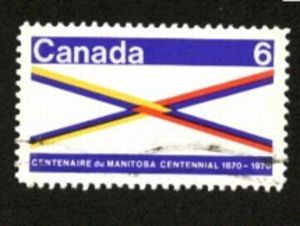 Canada 6
CENTENAIRE du MANITOBA CENTENNIAL 1870-1970